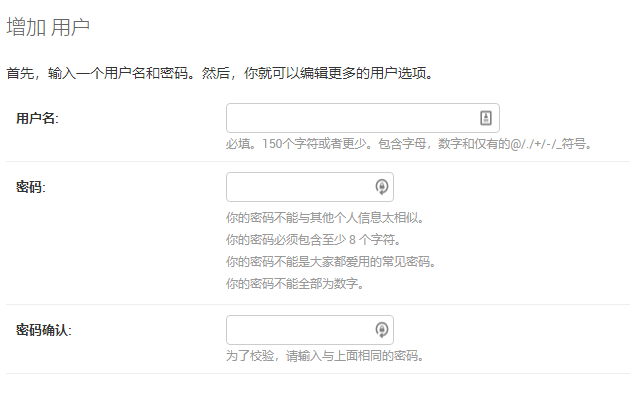 增加 用户
首先，输入一个用户名和密码。然后，你就可以编辑更多的用户选项。
用户名:
必填。150个字符或者更少。包含字母，数字和仅有的@/./+/-/_符号。
密码:
你的密码不能与其他个人信息太相似。
你的密码必须包含至少 8 个字符。
你的密码不能是大家都爱用的常见密码。
你的密码不能全部为数字。
密码确认:
为了校验，请输入与上面相同的密码。